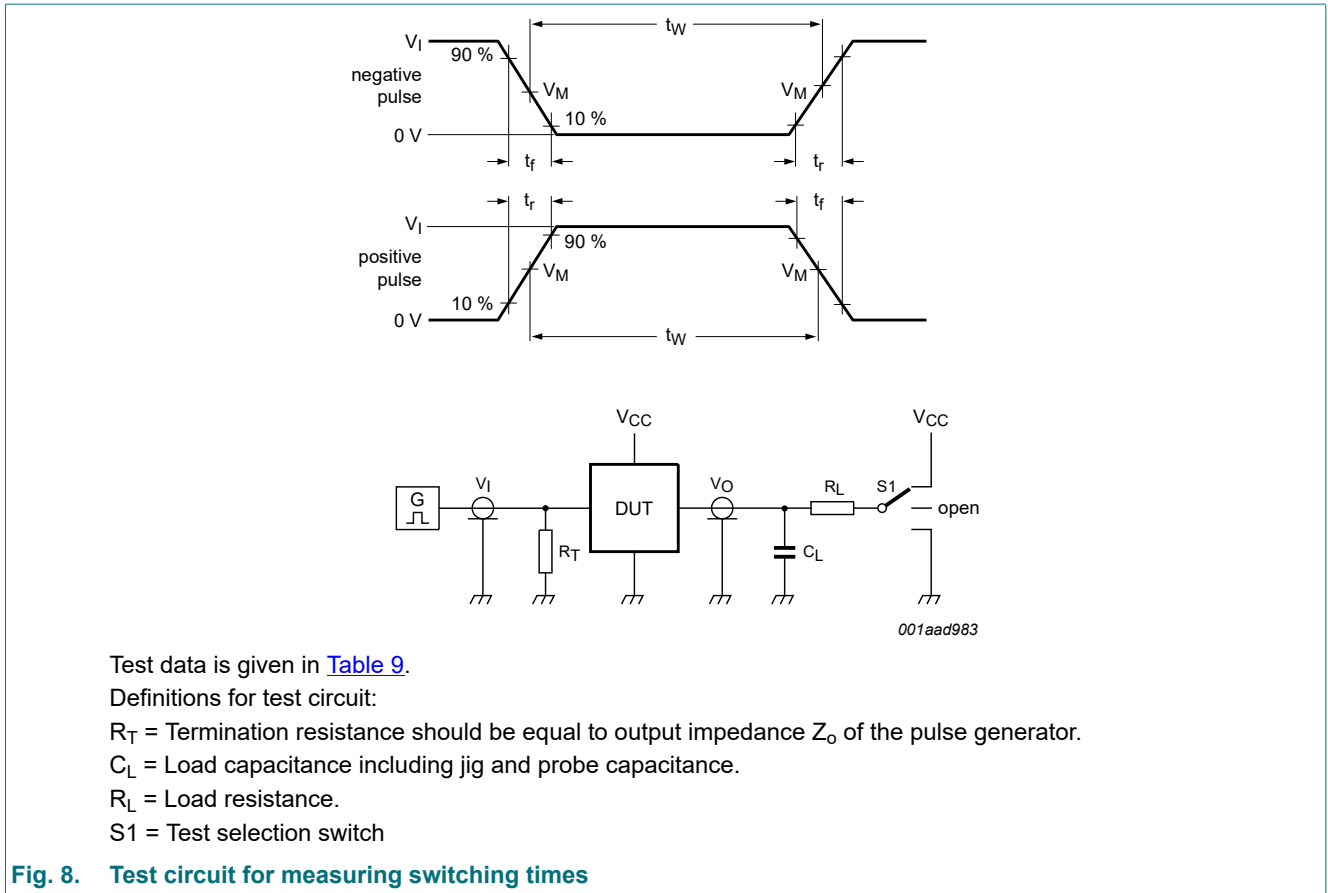 tW
VI
90 %
negative
pulse
VM
VM
10 %
0 V
tf
tr
tr
tf
VI
90 %
positive
pulse
VM
VM
10 %
0 V
tW
VCC
VCC
VI
VO
RL
S1
G
DUT
open
RT
CL
001aad983
Test data is given in Table 9.
Definitions for test circuit:
RT = Termination resistance should be equal to output impedance Zo of the pulse generator.
CL = Load capacitance including jig and probe capacitance.
RL = Load resistance.
S1 = Test selection switch
Fig. 8. Test circuit for measuring switching times